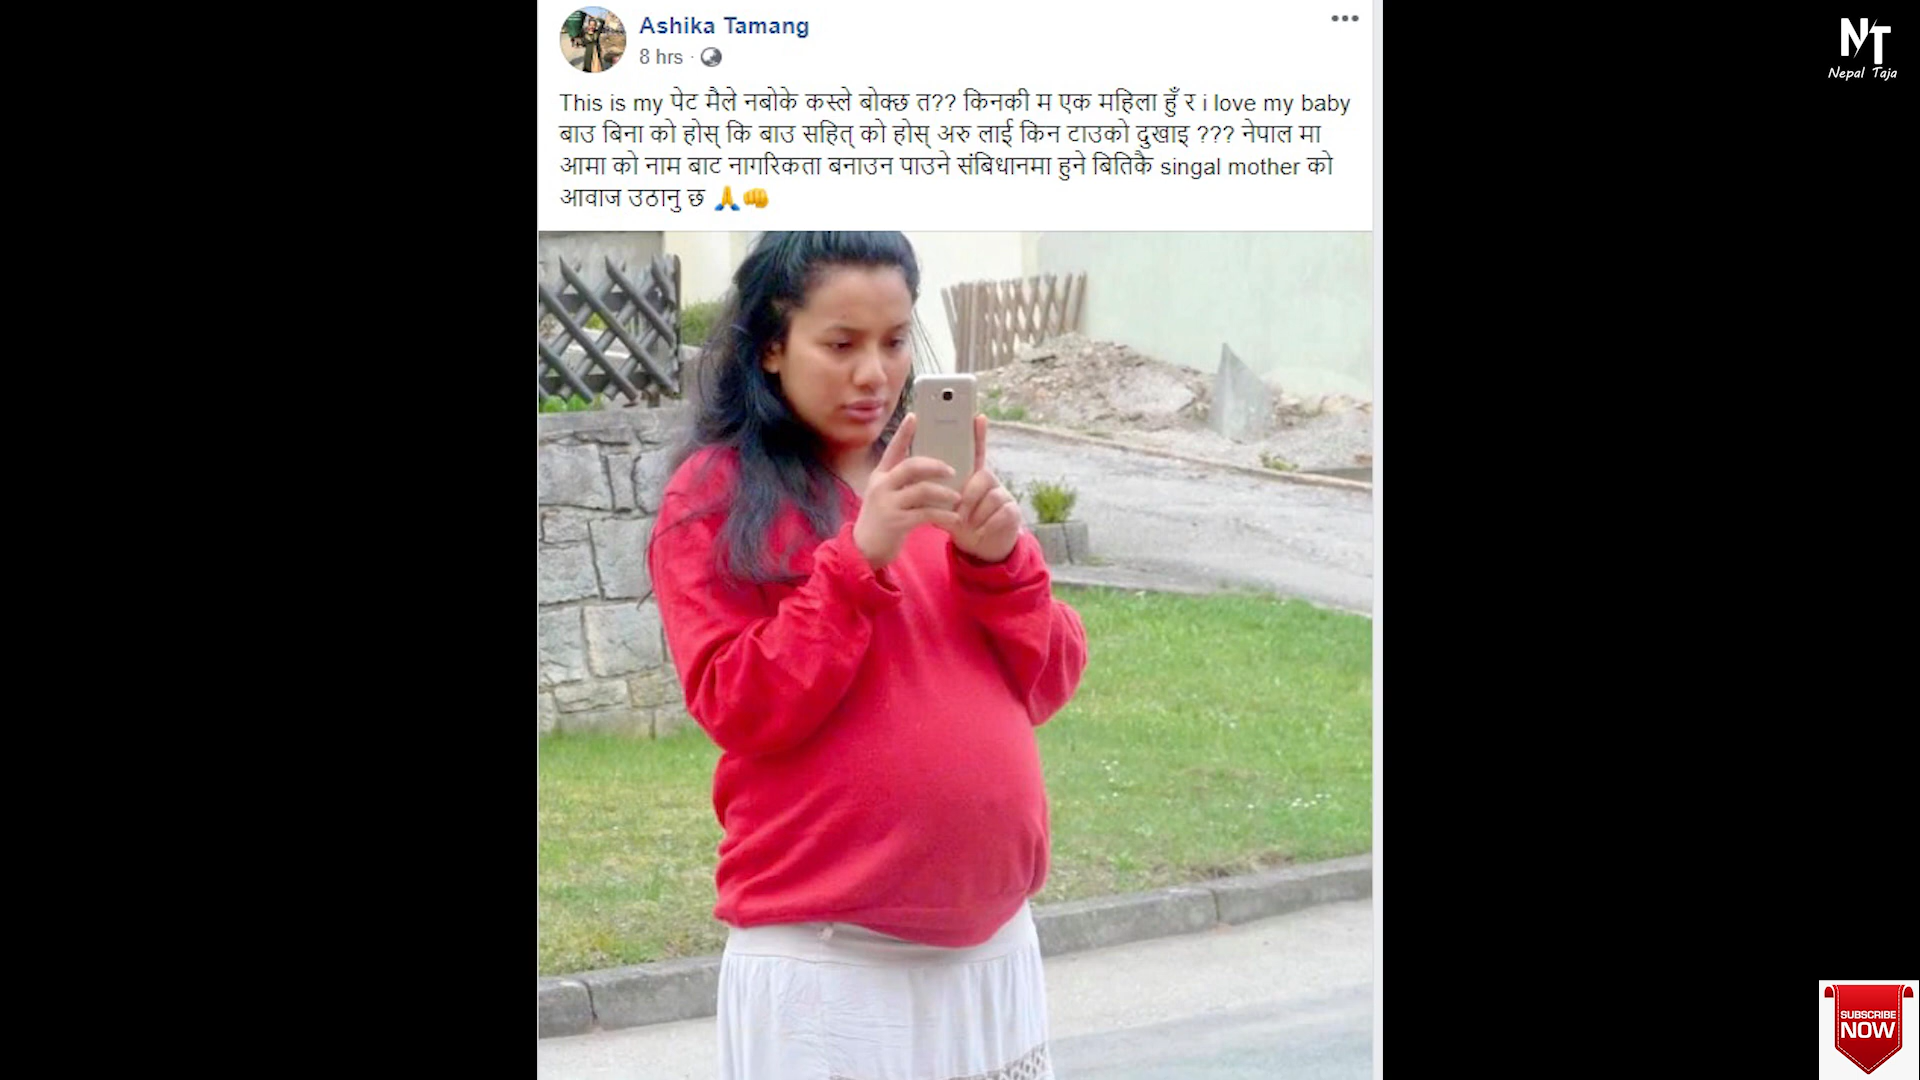 Ashika Tamang
8 hrs ·
This is my पेट मैले नबोके कस्ले बोक्छ त?? किनकी म एक महिला हुँ र i love my baby
बाउ बिना को होस् कि बाउ सहित् को होस् अरु लाई किन टाउको दुखाइ ??? नेपाल मा
आमा को नाम बाट नागरिकता बनाउन पाउने संबिधानमा हुने बितिकै singal mother को
आवाज उठानु छ 🙏👊
NT
Nepal Taja
SUBSCRIBE
NOW